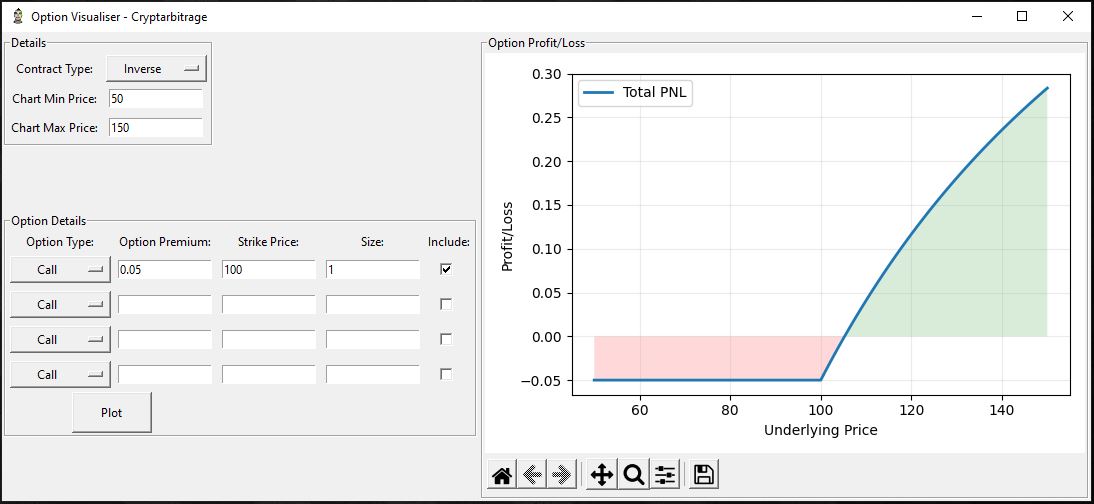 Option Visualiser - Cryptarbitrage
Details
Contract Type: Inverse
Chart Min Price: 50
Chart Max Price: 150
Option Details
Option Type: Option Premium: Strike Price: Size: Include:
Call 0.05 100 1
Call
Call
Call
Plot
Option Profit/Loss
Total PNL
0.30
0.25
0.20
0.15
0.10
0.05
0.00
−0.05
Profit/Loss
60 80 100 120 140
Underlying Price